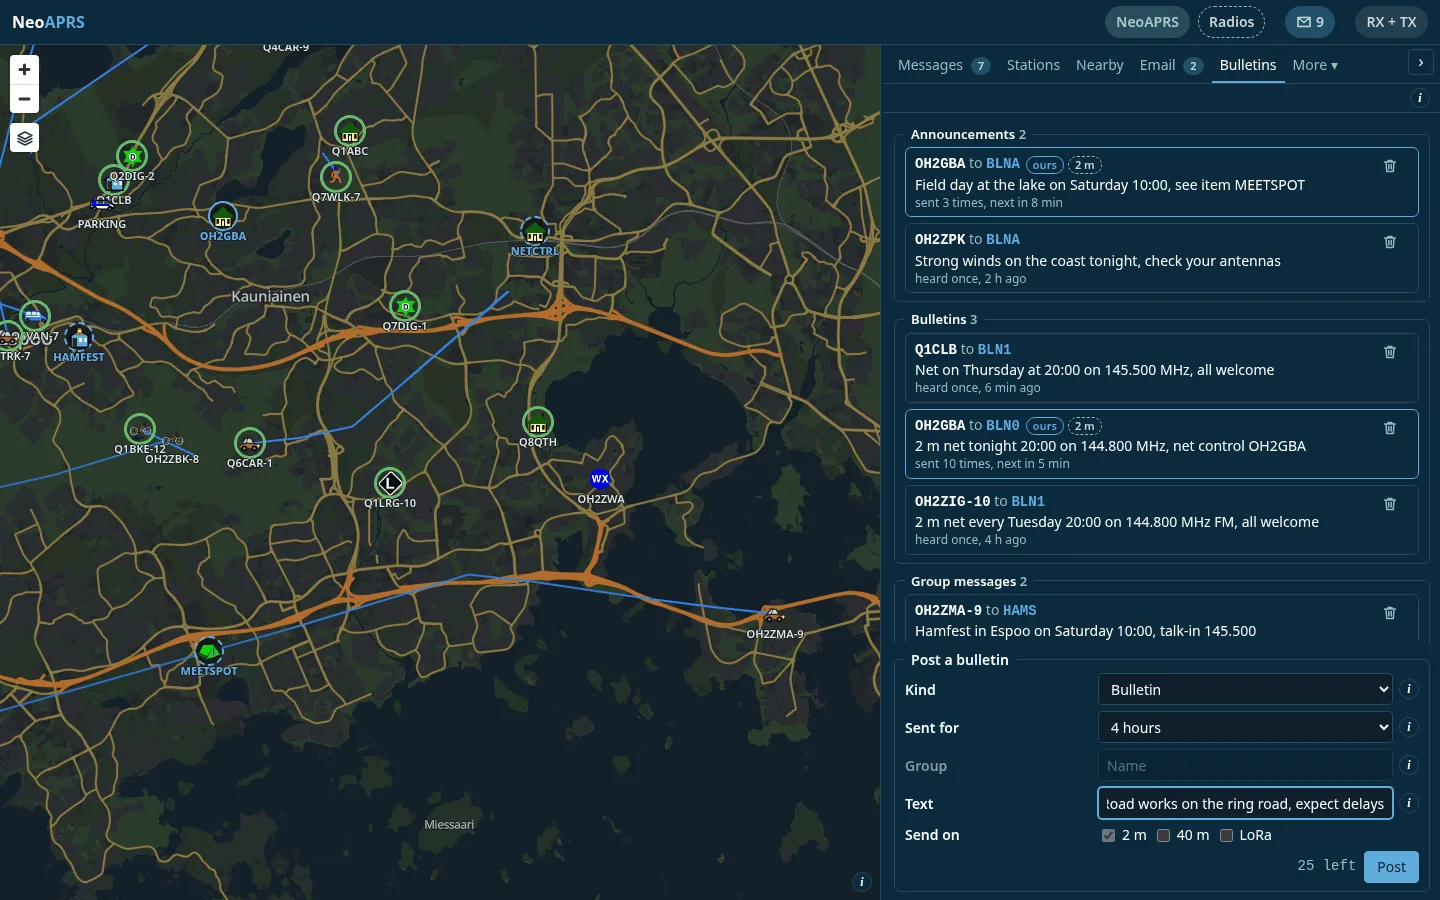 NeoAPRS
NeoAPRS
Radios
9
RX + TX
Messages 7
Stations
Nearby
Email 2
Bulletins
More ▾
›
i
+
−
Q4CAR-9
Q1ABC
Q2DIG-2
Q1CLB
Q7WLK-7
PARKING
OH2GBA
NETCTRL
Kauniainen
Q7DIG-1
HAMFEST
TRK-7
Q8QTH
Q1BKE-12
OH2ZBK-8
Q6CAR-1
L
Q1LRG-10
WX
OH2ZWA
OH2ZMA-9
MEETSPOT
Miessaari
i
Announcements 2
OH2GBA to BLNA ours 2 m
Field day at the lake on Saturday 10:00, see item MEETSPOT
sent 3 times, next in 8 min
OH2ZPK to BLNA
Strong winds on the coast tonight, check your antennas
heard once, 2 h ago
Bulletins 3
Q1CLB to BLN1
Net on Thursday at 20:00 on 145.500 MHz, all welcome
heard once, 6 min ago
OH2GBA to BLN0 ours 2 m
2 m net tonight 20:00 on 144.800 MHz, net control OH2GBA
sent 10 times, next in 5 min
OH2ZIG-10 to BLN1
2 m net every Tuesday 20:00 on 144.800 MHz FM, all welcome
heard once, 4 h ago
Group messages 2
OH2ZMA-9 to HAMS
Hamfest in Espoo on Saturday 10:00, talk-in 145.500
Post a bulletin
Kind Bulletin i
Sent for 4 hours i
Group Name i
Text Road works on the ring road, expect delays i
Send on 2 m 40 m LoRa
25 left Post